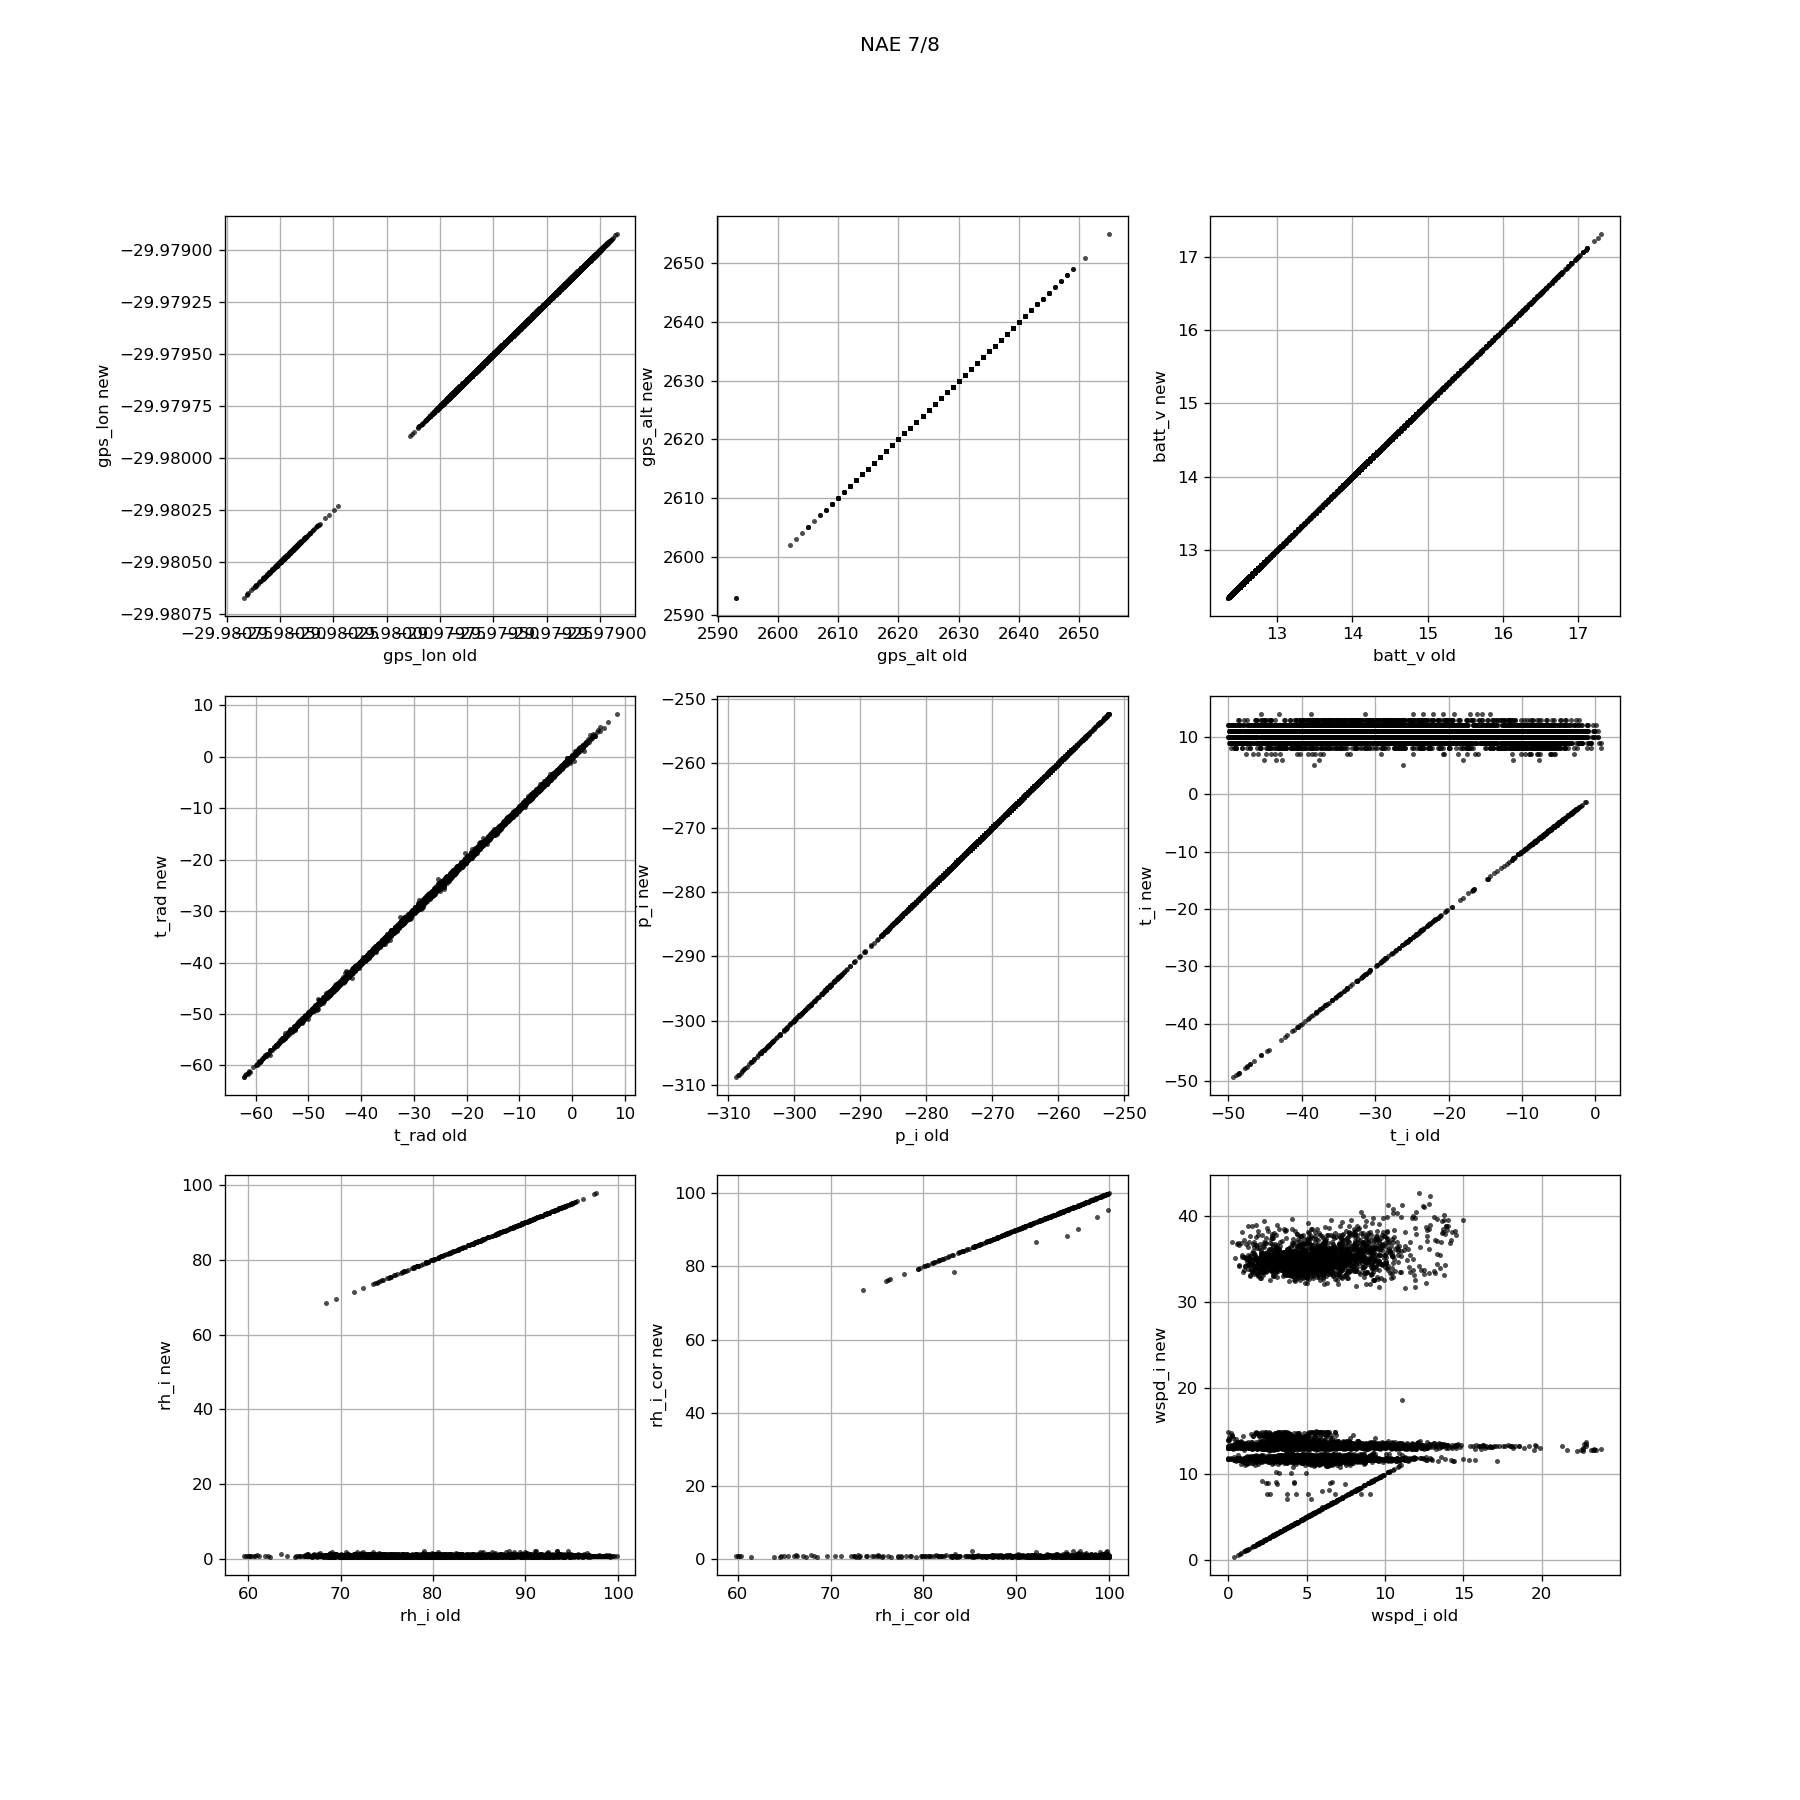 NAE 7/8
gps_lon new
−29.97900
−29.97925
−29.97950
−29.97975
−29.98000
−29.98025
−29.98050
−29.98075
gps_lon old
gps_alt new
2650
2640
2630
2620
2610
2600
2590
2590 2600 2610 2620 2630 2640 2650
gps_alt old
batt_v new
17
16
15
14
13
13 14 15 16 17
batt_v old
t_rad new
10
0
−10
−20
−30
−40
−50
−60
−60 −50 −40 −30 −20 −10 0 10
t_rad old
p_i new
−250
−260
−270
−280
−290
−300
−310
−310 −300 −290 −280 −270 −260 −250
p_i old
t_i new
10
0
−10
−20
−30
−40
−50
−50 −40 −30 −20 −10 0
t_i old
rh_i new
100
80
60
40
20
0
60 70 80 90 100
rh_i old
rh_i_cor new
100
80
60
40
20
0
60 70 80 90 100
rh_i_cor old
wspd_i new
40
30
20
10
0
0 5 10 15 20
wspd_i old